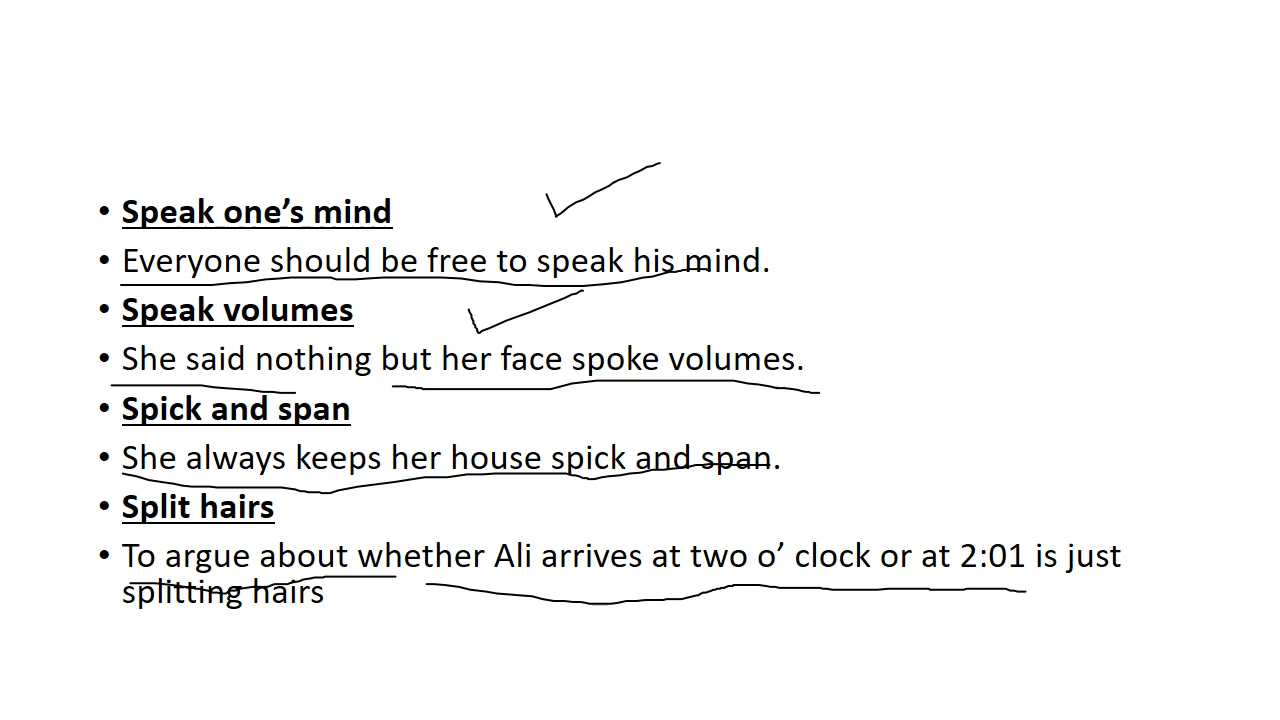 • Speak one’s mind
• Everyone should be free to speak his mind.
• Speak volumes
• She said nothing but her face spoke volumes.
• Spick and span
• She always keeps her house spick and span.
• Split hairs
• To argue about whether Ali arrives at two o’ clock or at 2:01 is just
splitting hairs